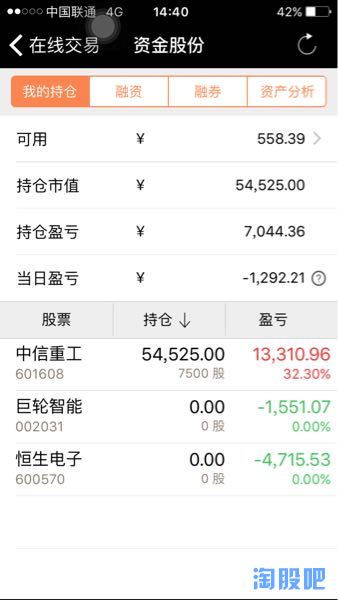 中国联通 4G 14:40 42%
在线交易 资金股份
我的持仓 融资 融券 资产分析
可用 ¥ 558.39
持仓市值 ¥ 54,525.00
持仓盈亏 ¥ 7,044.36
当日盈亏 ¥ -1,292.21 ?
股票 持仓↓ 盈亏
中信重工 54,525.00 13,310.96
601608 7500 股 32.30%
巨轮智能 0.00 -1,551.07
002031 0 股 0.00%
恒生电子 0.00 -4,715.53
600570 0 股 0.00%
淘股吧